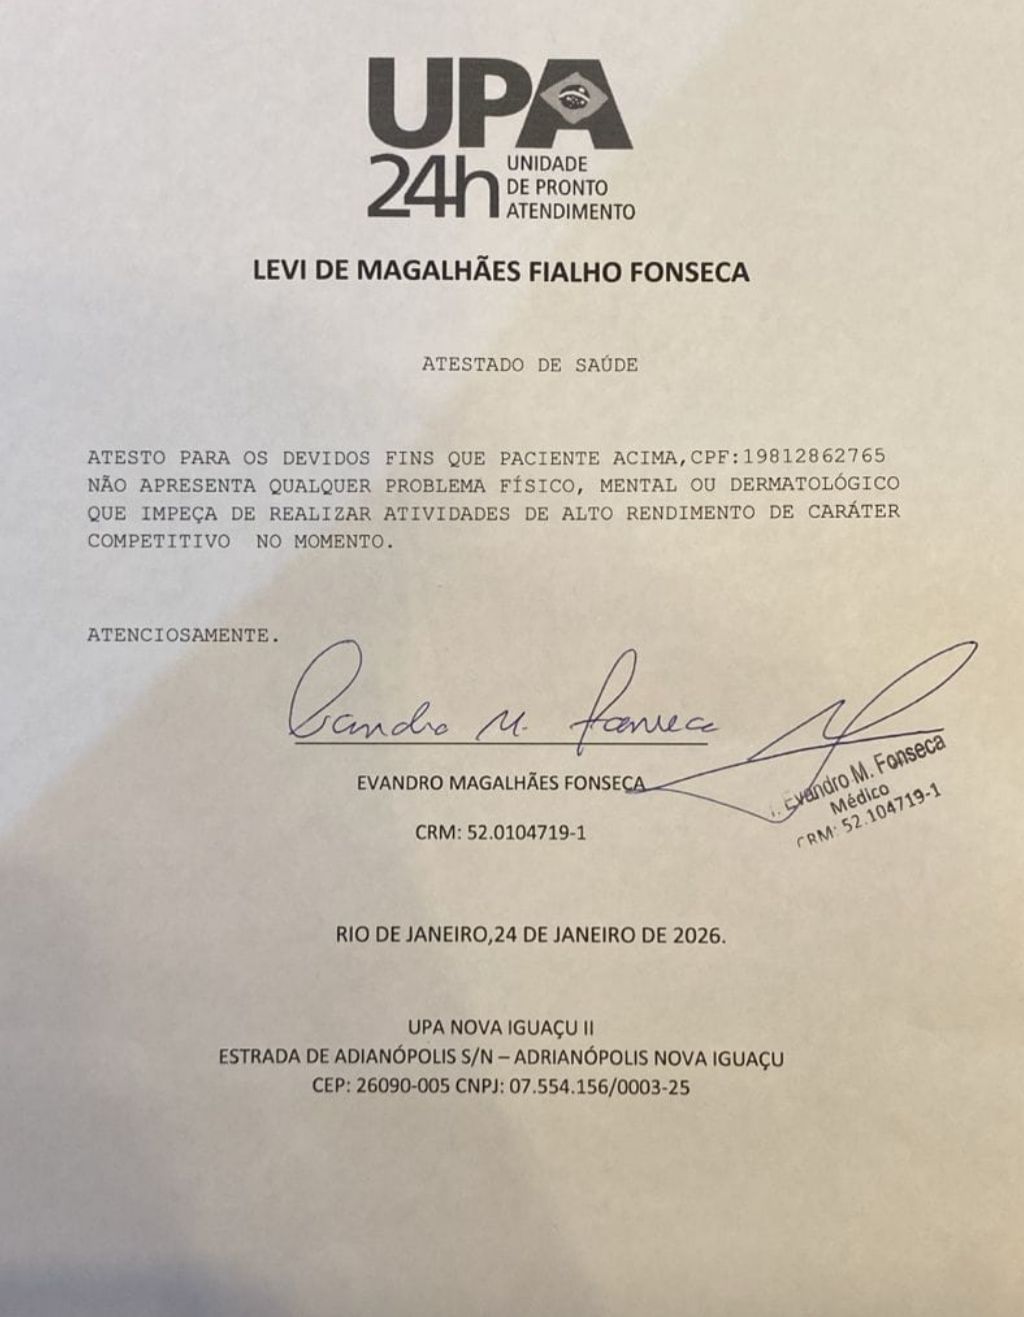 UPA
24h UNIDADE
DE PRONTO
ATENDIMENTO
LEVI DE MAGALHÃES FIALHO FONSECA
ATESTADO DE SAÚDE
ATESTO PARA OS DEVIDOS FINS QUE PACIENTE ACIMA,CPF:19812862765
NÃO APRESENTA QUALQUER PROBLEMA FÍSICO, MENTAL OU DERMATOLÓGICO
QUE IMPEÇA DE REALIZAR ATIVIDADES DE ALTO RENDIMENTO DE CARÁTER
COMPETITIVO NO MOMENTO.
ATENCIOSAMENTE.
Evandro M. Fonseca
EVANDRO MAGALHÃES FONSECA
CRM: 52.0104719-1
Evandro M. Fonseca
Médico
CRM: 52.104719-1
RIO DE JANEIRO,24 DE JANEIRO DE 2026.
UPA NOVA IGUAÇU II
ESTRADA DE ADIANÓPOLIS S/N – ADRIANÓPOLIS NOVA IGUAÇU
CEP: 26090-005 CNPJ: 07.554.156/0003-25